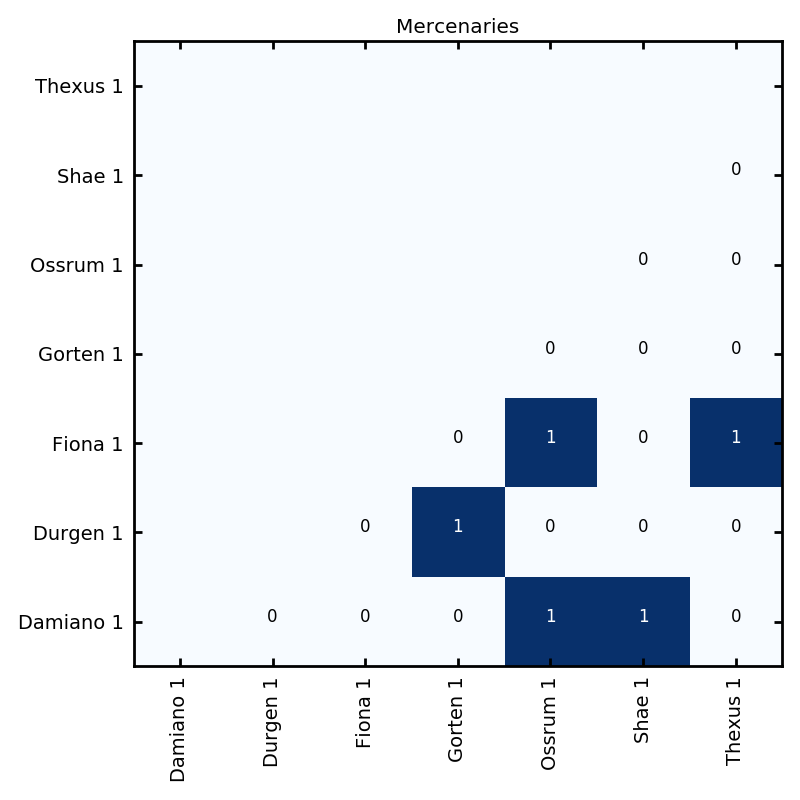 Mercenaries
Thexus 1
Shae 1 0
Ossrum 1 0 0
Gorten 1 0 0 0
Fiona 1 0 1 0 1
Durgen 1 0 1 0 0 0
Damiano 1 0 0 0 1 1 0
Damiano 1
Durgen 1
Fiona 1
Gorten 1
Ossrum 1
Shae 1
Thexus 1